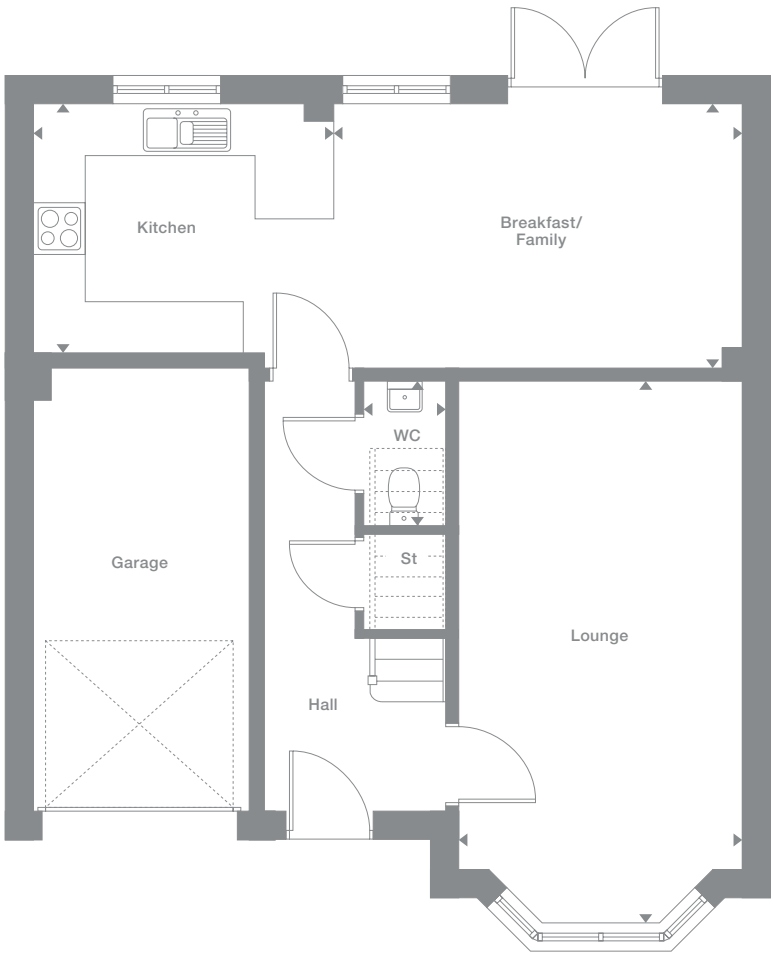 Kitchen
Breakfast/
Family
WC
St
Garage
Lounge
Hall